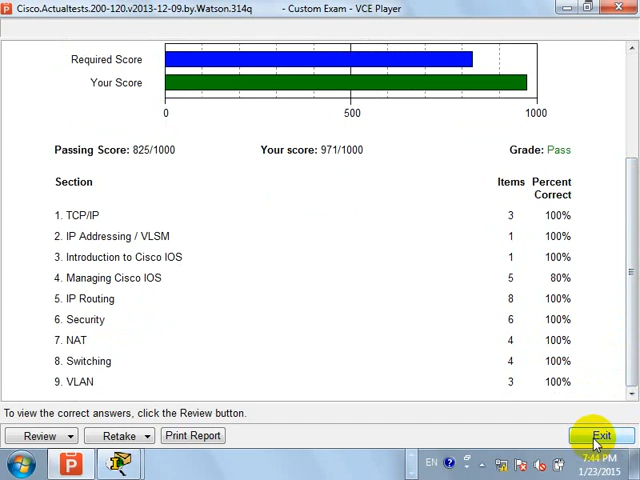 Cisco.Actualtests.200-120.v2013-12-09.by.Watson.314q - Custom Exam - VCE Player
Required Score
Your Score
0 500 1000
Passing Score: 825/1000 Your score: 971/1000 Grade: Pass
Section Items Percent Correct
1. TCP/IP 3 100%
2. IP Addressing / VLSM 1 100%
3. Introduction to Cisco IOS 1 100%
4. Managing Cisco IOS 5 80%
5. IP Routing 8 100%
6. Security 6 100%
7. NAT 4 100%
8. Switching 4 100%
9. VLAN 3 100%
To view the correct answers, click the Review button.
Review Retake Print Report Exit
EN 7:44 PM
1/23/2015